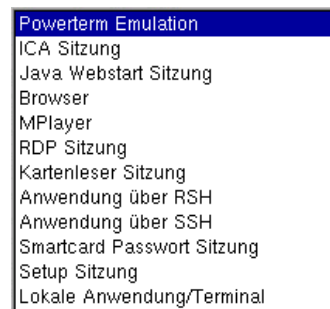 Powerterm Emulation
ICA Sitzung
Java Webstart Sitzung
Browser
MPlayer
RDP Sitzung
Kartenleser Sitzung
Anwendung über RSH
Anwendung über SSH
Smartcard Passwort Sitzung
Setup Sitzung
Lokale Anwendung/Terminal